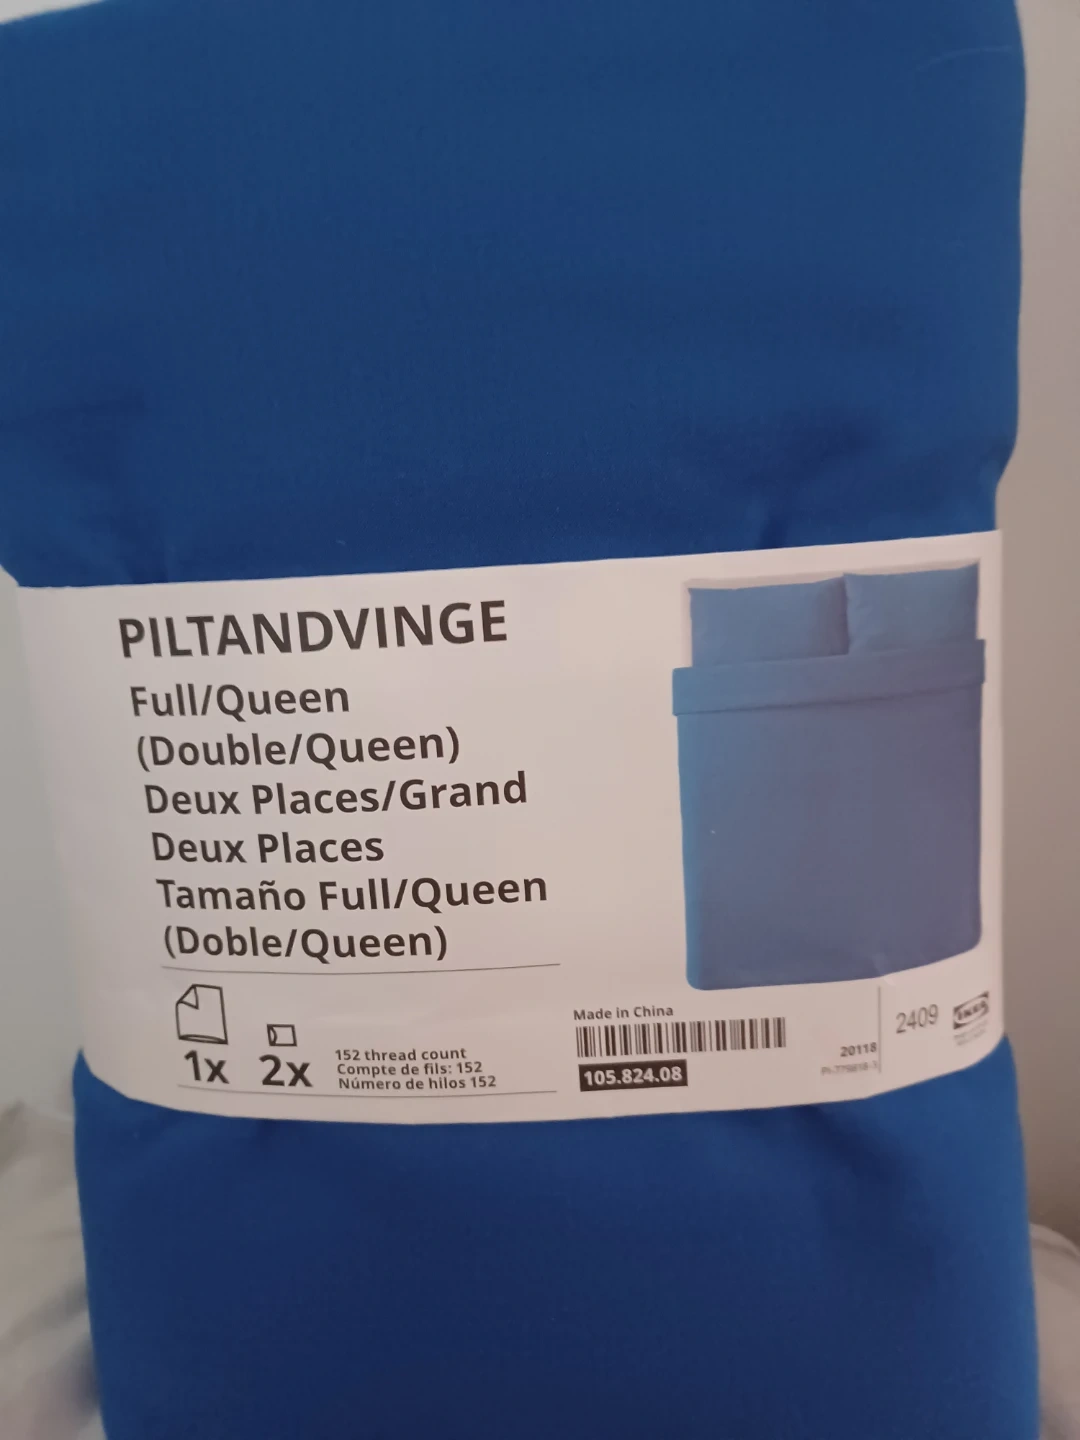 PILTANDVINGE
Full/Queen
(Double/Queen)
Deux Places/Grand
Deux Places
Tamaño Full/Queen
(Doble/Queen)
1x 2x
152 thread count
Compte de fils: 152
Número de hilos 152
Made in China
105.824.08
20118
2409
IKEA